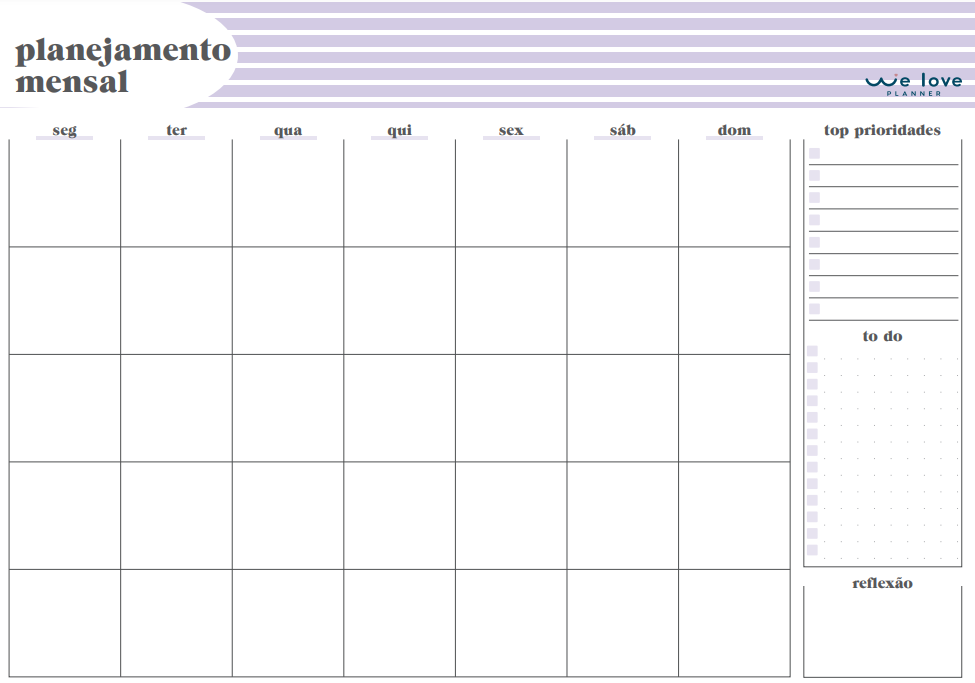 planejamento
mensal
We love
PLANNER
seg ter qua qui sex sáb dom
top prioridades
to do
reflexão